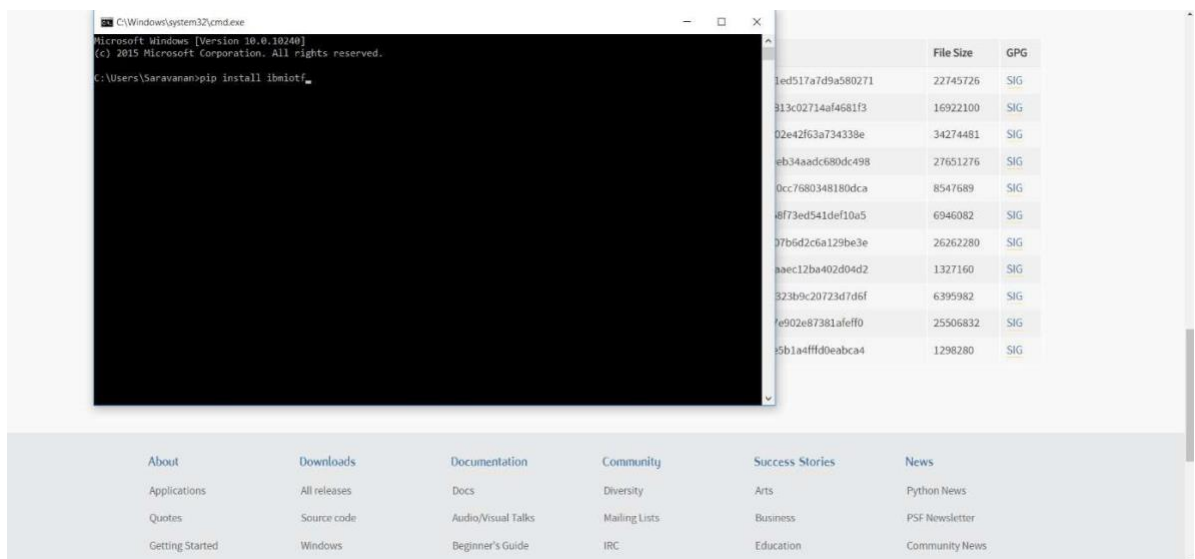 C:\Windows\system32\cmd.exe
Microsoft Windows [Version 10.0.10240]
(c) 2015 Microsoft Corporation. All rights reserved.
C:\Users\Saravanan>pip install ibmiotf
File Size GPG
1ed517a7d9a580271 22745726 SIG
313c02714af4681f3 16922100 SIG
02e42f63a734338e 34274481 SIG
eb34aadc680dc498 27651276 SIG
0cc7680348180dca 8547689 SIG
8f73ed541def10a5 6946082 SIG
07b6d2c6a129be3e 26262280 SIG
aaec12ba402d04d2 1327160 SIG
323b9c20723d7d6f 6395982 SIG
7e902e87381afeff0 25506832 SIG
e5b1a4fffd0eabca4 1298280 SIG
About Downloads Documentation Community Success Stories News
Applications All releases Docs Diversity Arts Python News
Quotes Source code Audio/Visual Talks Mailing Lists Business PSF Newsletter
Getting Started Windows Beginner's Guide IRC Education Community News